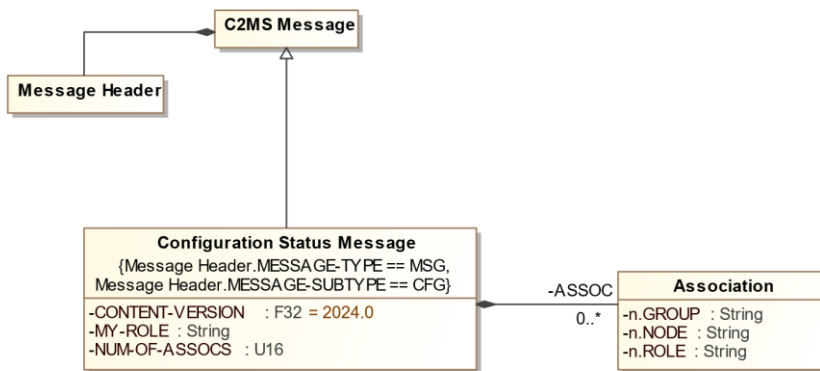 C2MS Message
Message Header
Configuration Status Message
{Message Header.MESSAGE-TYPE == MSG,
Message Header.MESSAGE-SUBTYPE == CFG}
-CONTENT-VERSION : F32 = 2024.0
-MY-ROLE : String
-NUM-OF-ASSOCS : U16
-ASSOC
0..*
Association
-n.GROUP : String
-n.NODE : String
-n.ROLE : String